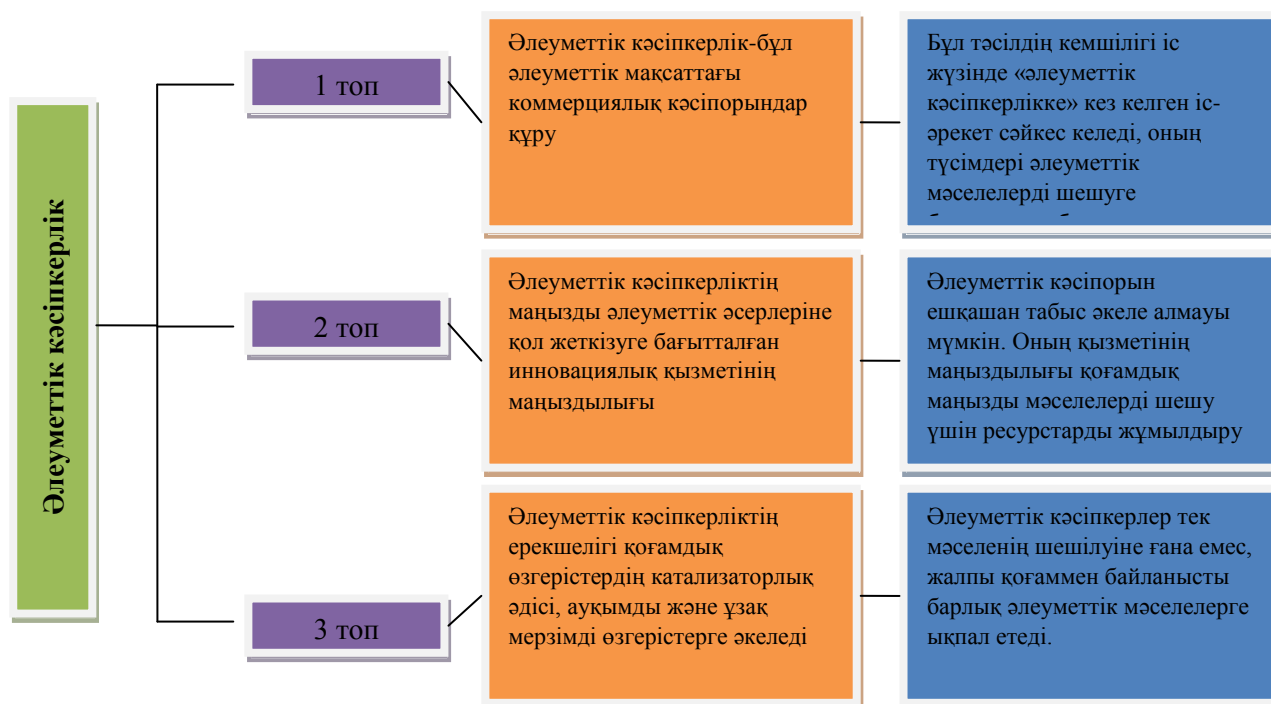 Әлеуметтік кәсіпкерлік
1 топ
Әлеуметтік кәсіпкерлік-бұл
әлеуметтік мақсаттағы
коммерциялық кәсіпорындар
құру
Бұл тәсілдің кемшілігі іс
жүзінде «әлеуметтік
кәсіпкерлікке» кез келген іс-
әрекет сәйкес келеді, оның
түсімдері әлеуметтік
мәселелерді шешуге
2 топ
Әлеуметтік кәсіпкерліктің
маңызды әлеуметтік әсерлеріне
қол жеткізуге бағытталған
инновациялық қызметінің
маңыздылығы
Әлеуметтік кәсіпорын
ешқашан табыс әкеле алмауы
мүмкін. Оның қызметінің
маңыздылығы қоғамдық
маңызды мәселелерді шешу
үшін ресурстарды жұмылдыру
3 топ
Әлеуметтік кәсіпкерліктің
ерекшелігі қоғамдық
өзгерістердің катализаторлық
әдісі, ауқымды және ұзақ
мерзімді өзгерістерге әкеледі
Әлеуметтік кәсіпкерлер тек
мәселенің шешілуіне ғана емес,
жалпы қоғаммен байланысты
барлық әлеуметтік мәселелерге
ықпал етеді.